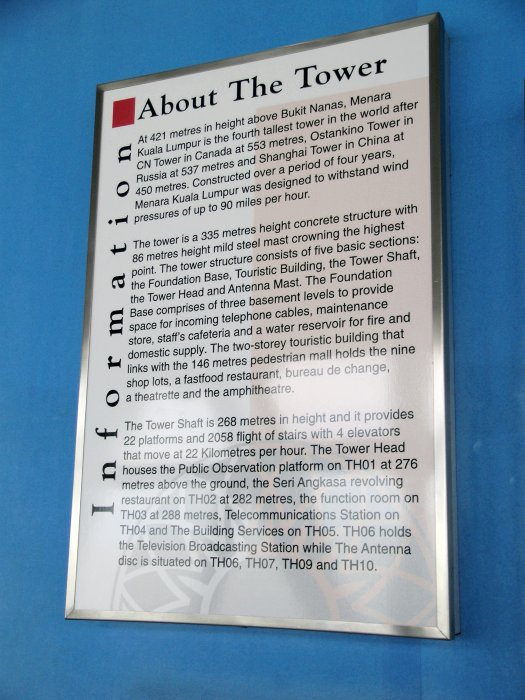 About The Tower
Information
At 421 metres in height above Bukit Nanas, Menara
Kuala Lumpur is the fourth tallest tower in the world after
CN Tower in Canada at 553 metres, Ostankino Tower in
Russia at 537 metres and Shanghai Tower in China at
450 metres. Constructed over a period of four years,
Menara Kuala Lumpur was designed to withstand wind
pressures of up to 90 miles per hour.
The tower is a 335 metres height concrete structure with
86 metres height mild steel mast crowning the highest
point. The tower structure consists of five basic sections:
the Foundation Base, Touristic Building, the Tower Shaft,
the Tower Head and Antenna Mast. The Foundation
Base comprises of three basement levels to provide
space for incoming telephone cables, maintenance
store, staff's cafeteria and a water reservoir for fire and
domestic supply. The two-storey touristic building that
links with the 146 metres pedestrian mall holds the nine
shop lots, a fastfood restaurant, bureau de change,
a theatrette and the amphitheatre.
The Tower Shaft is 268 metres in height and it provides
22 platforms and 2058 flight of stairs with 4 elevators
that move at 22 Kilometres per hour. The Tower Head
houses the Public Observation platform on TH01 at 276
metres above the ground, the Seri Angkasa revolving
restaurant on TH02 at 282 metres, the function room on
TH03 at 288 metres, Telecommunications Station on
TH04 and The Building Services on TH05. TH06 holds
the Television Broadcasting Station while The Antenna
disc is situated on TH06, TH07, TH09 and TH10.